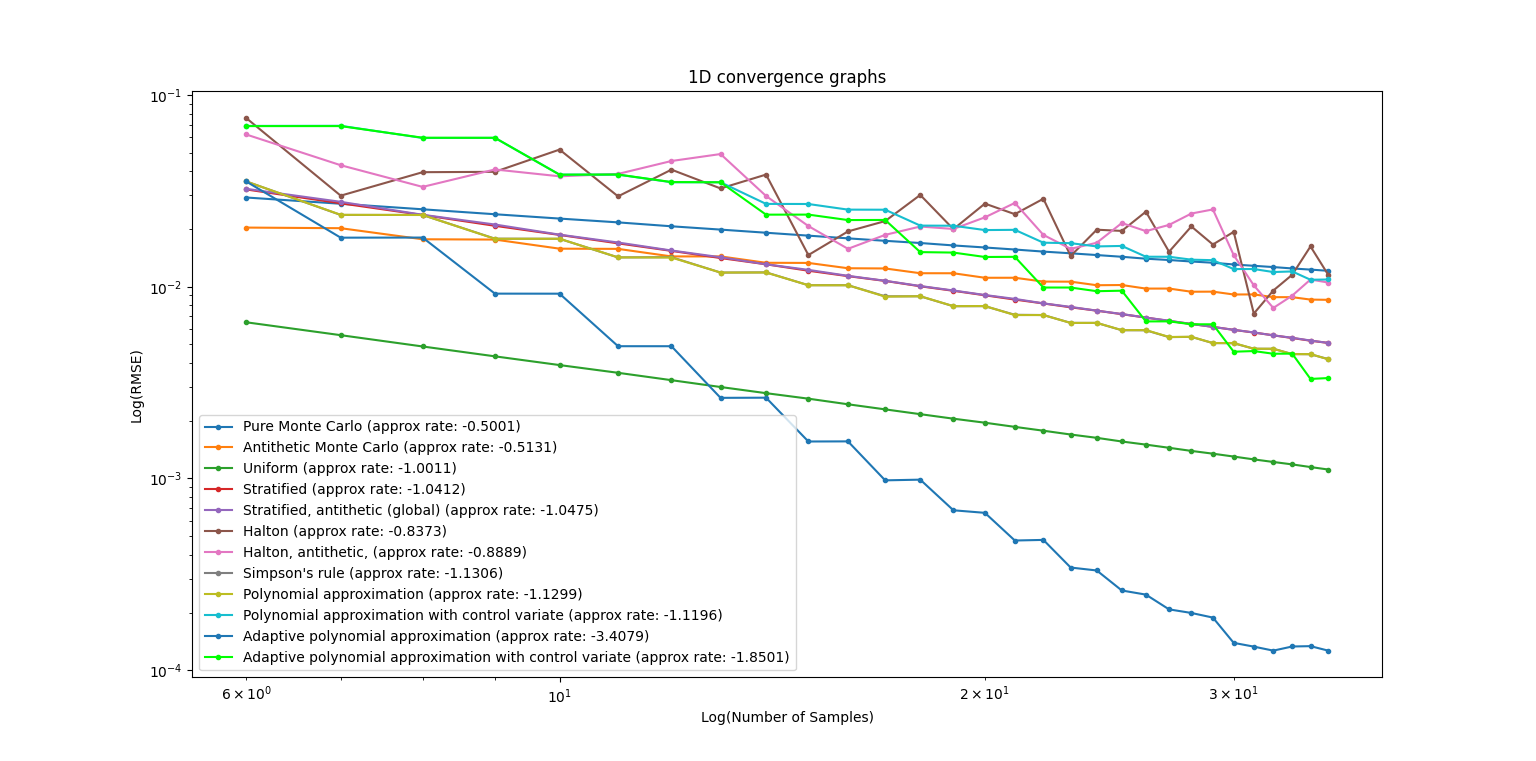 1D convergence graphs
10⁻¹
10⁻²
10⁻³
10⁻⁴
Log(RMSE)
Pure Monte Carlo (approx rate: -0.5001)
Antithetic Monte Carlo (approx rate: -0.5131)
Uniform (approx rate: -1.0011)
Stratified (approx rate: -1.0412)
Stratified, antithetic (global) (approx rate: -1.0475)
Halton (approx rate: -0.8373)
Halton, antithetic, (approx rate: -0.8889)
Simpson's rule (approx rate: -1.1306)
Polynomial approximation (approx rate: -1.1299)
Polynomial approximation with control variate (approx rate: -1.1196)
Adaptive polynomial approximation (approx rate: -3.4079)
Adaptive polynomial approximation with control variate (approx rate: -1.8501)
6 × 10⁰ 10¹ 2 × 10¹ 3 × 10¹
Log(Number of Samples)